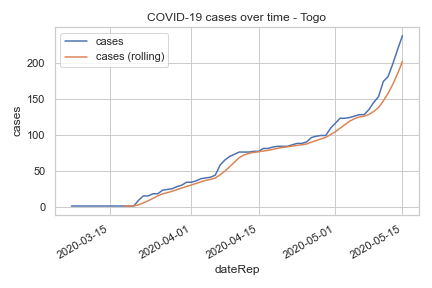 COVID-19 cases over time - Togo
cases
cases (rolling)
cases
200
150
100
50
0
2020-03-15
2020-04-01
2020-04-15
2020-05-01
2020-05-15
dateRep